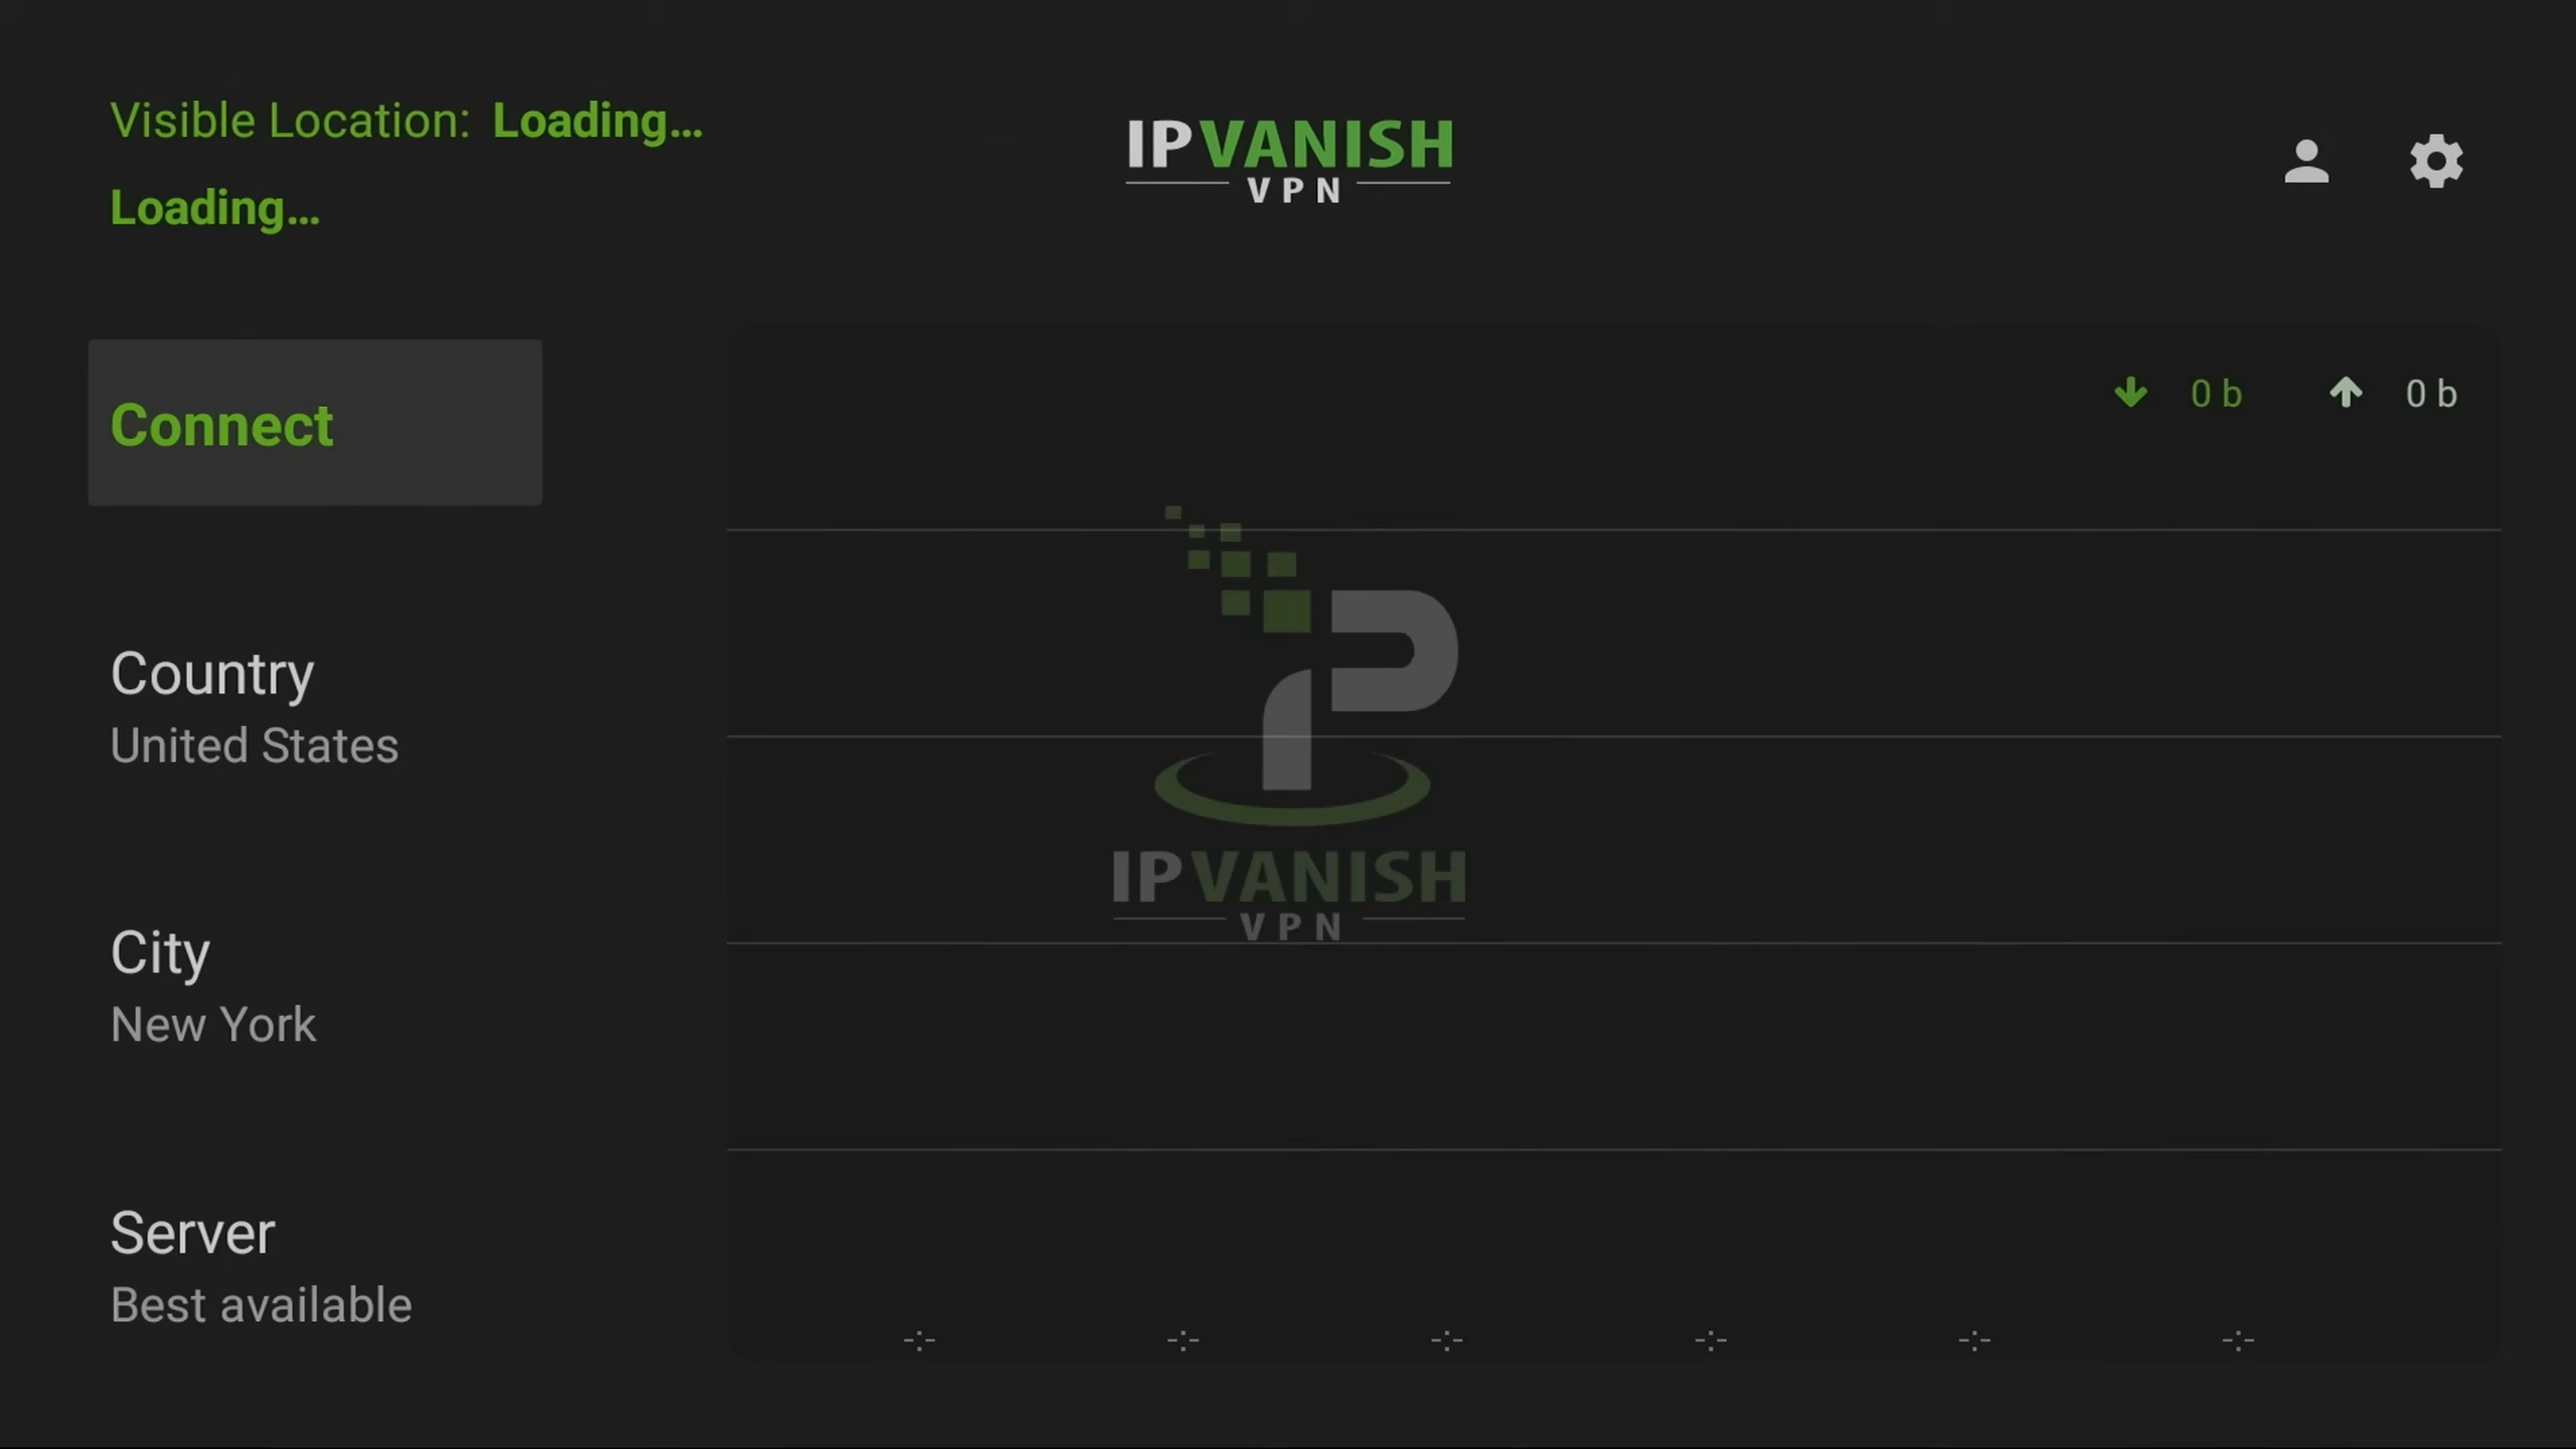 Visible Location: Loading...
Loading...
IPVANISH
VPN
Connect
0 b
0 b
Country
United States
City
New York
Server
Best available
IPVANISH
VPN
-:- -:- -:- -:- -:- -:-